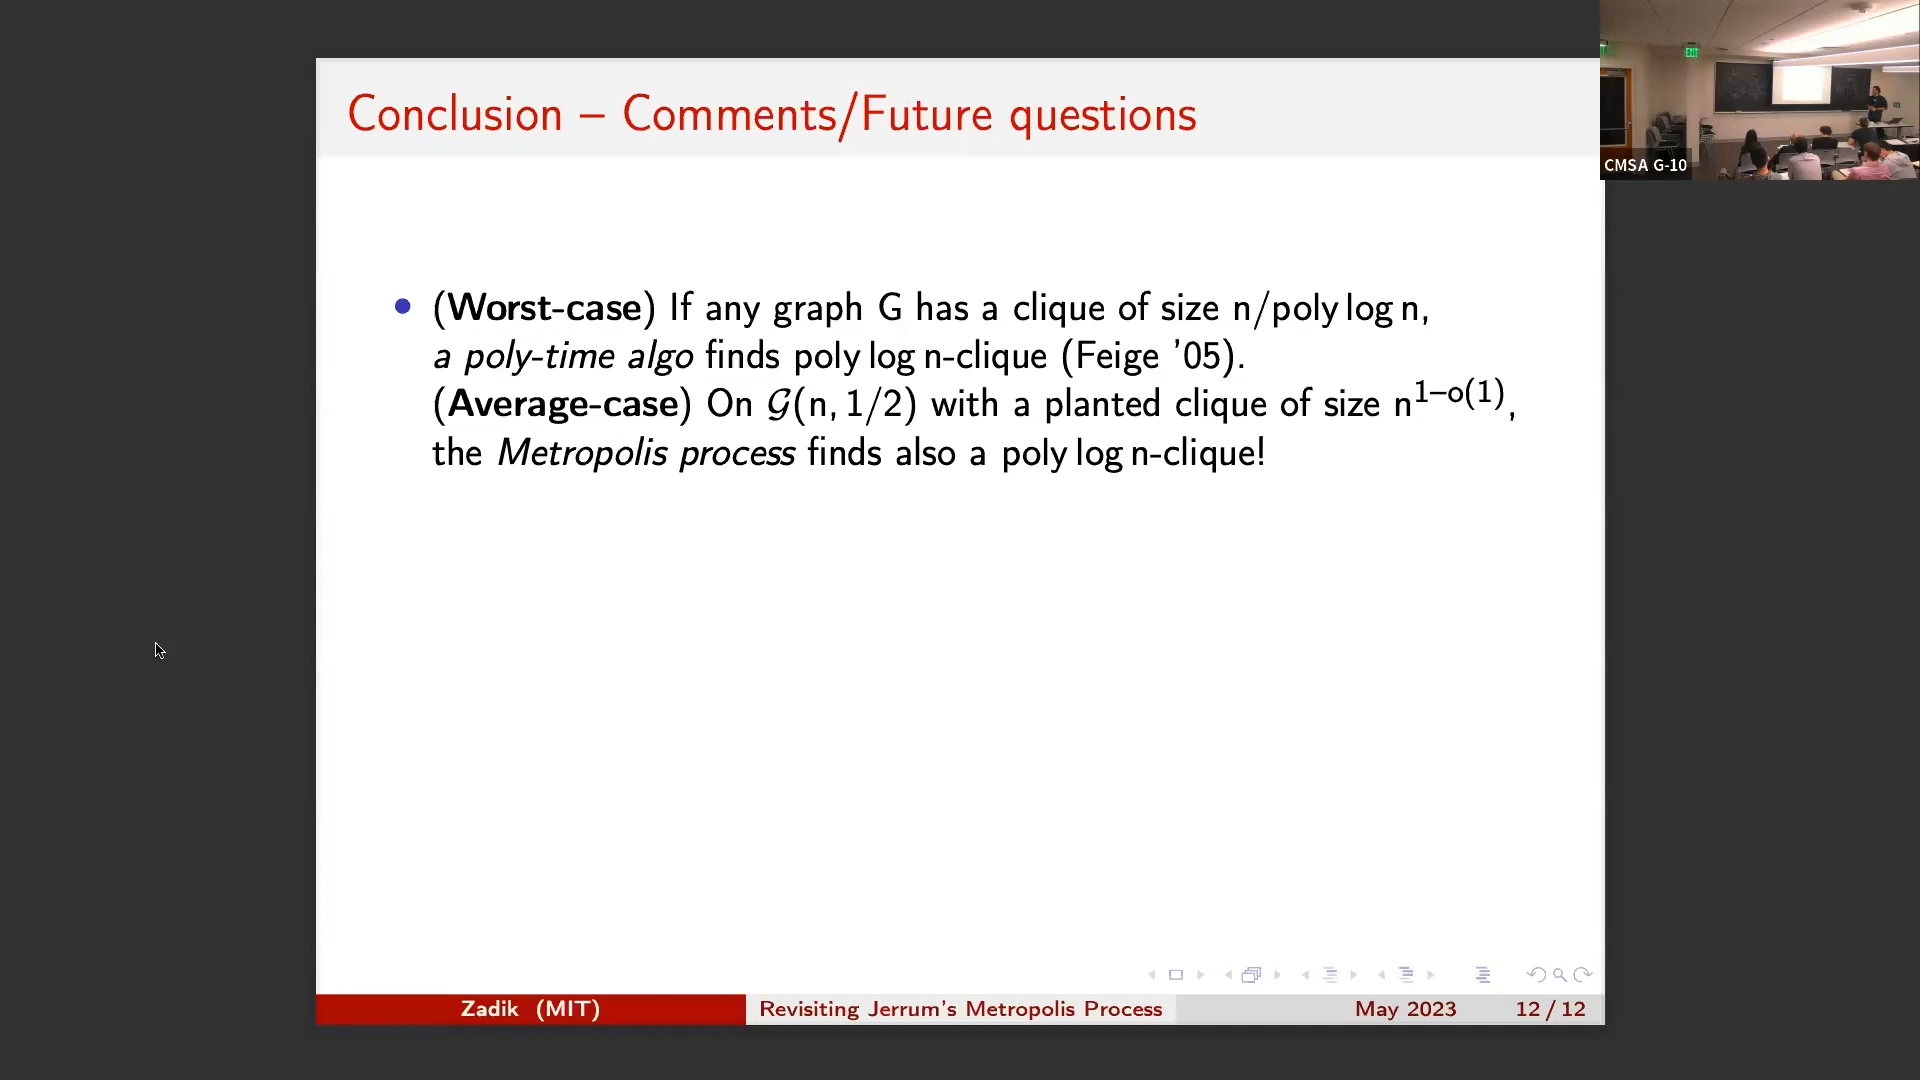 Conclusion – Comments/Future questions
EXIT
CMSA G-10
• (Worst-case) If any graph G has a clique of size n/poly log n,
a poly-time algo finds poly log n-clique (Feige '05).
(Average-case) On 𝒢(n, 1/2) with a planted clique of size n^{1–o(1)},
the Metropolis process finds also a poly log n-clique!
Zadik (MIT) Revisiting Jerrum's Metropolis Process May 2023 12 / 12